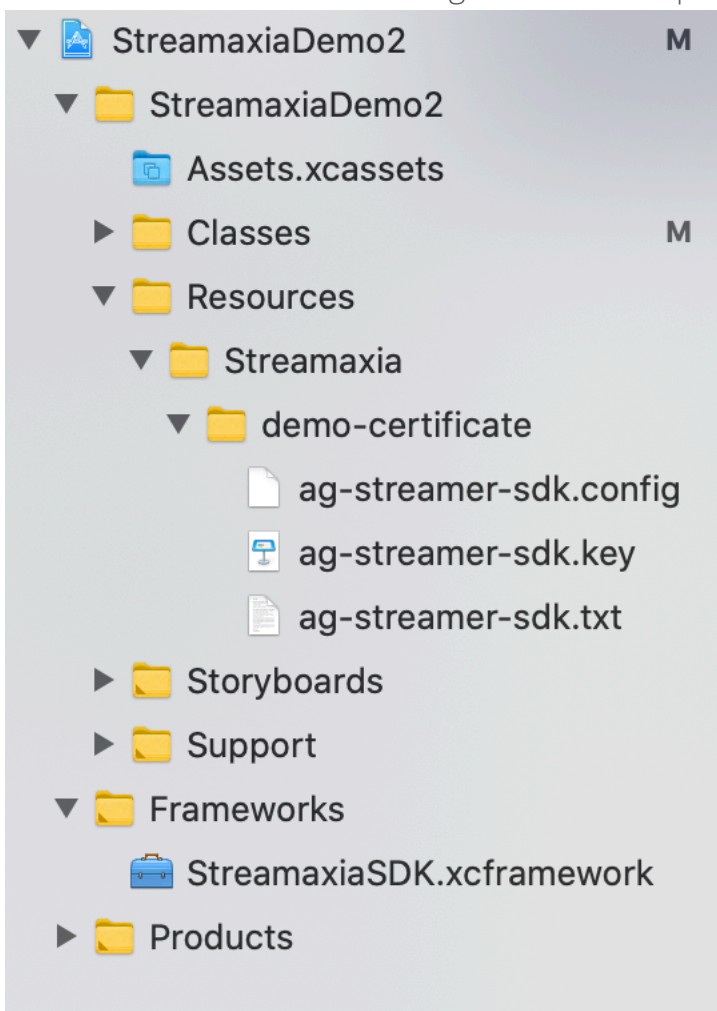 StreamaxiaDemo2 M
StreamaxiaDemo2
Assets.xcassets
Classes M
Resources
Streamaxia
demo-certificate
ag-streamer-sdk.config
ag-streamer-sdk.key
ag-streamer-sdk.txt
Storyboards
Support
Frameworks
StreamaxiaSDK.xcframework
Products